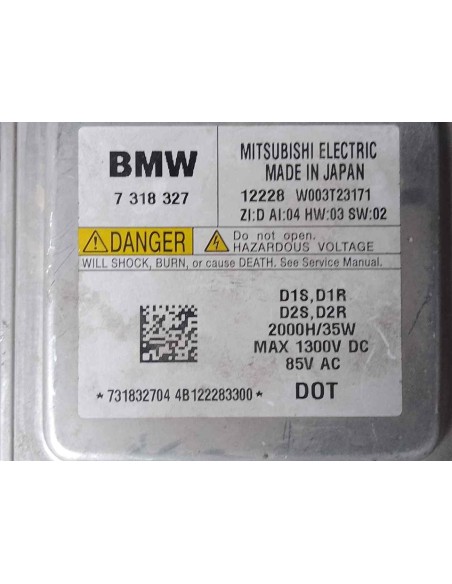 BMW
7 318 327
MITSUBISHI ELECTRIC
MADE IN JAPAN
12228 W003T23171
ZI:D AI:04 HW:03 SW:02
DANGER
Do not open.
HAZARDOUS VOLTAGE
WILL SHOCK, BURN, or cause DEATH. See Service Manual.
D1S,D1R
D2S,D2R
2000H/35W
MAX 1300V DC
85V AC
*731832704 4B122283300*
DOT